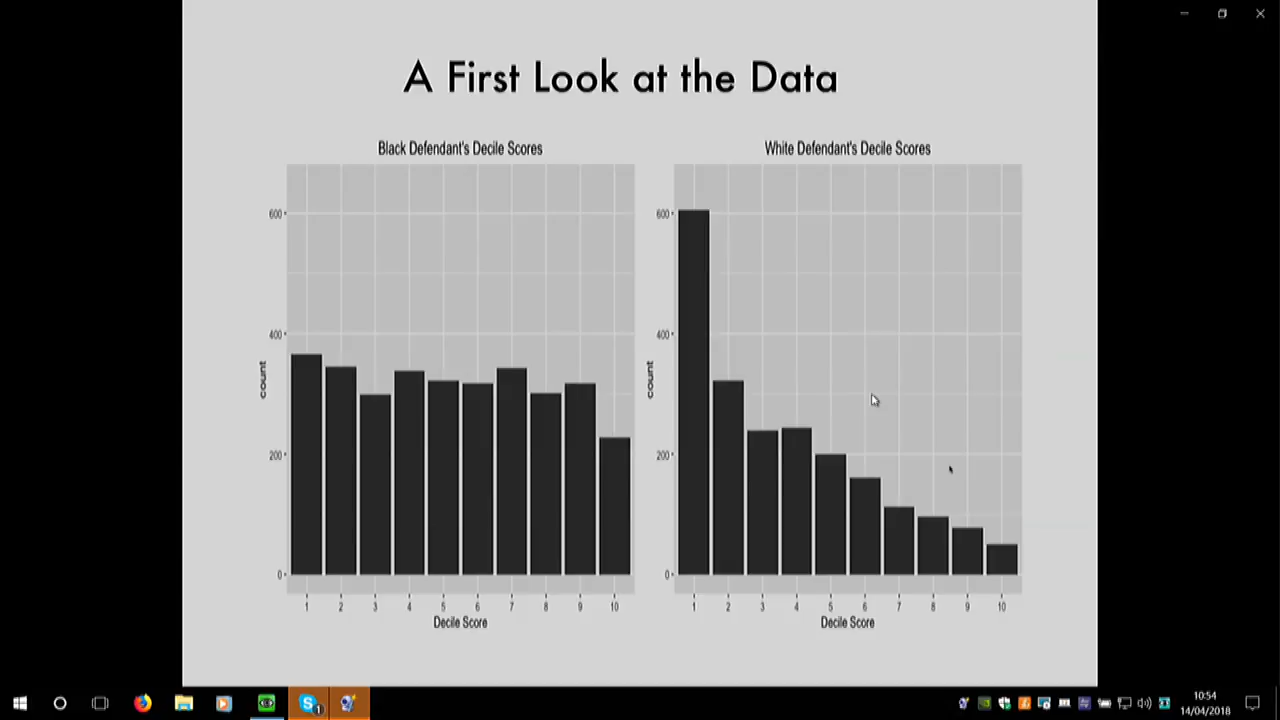 A First Look at the Data
Black Defendant's Decile Scores
600
400
200
0
count
1 2 3 4 5 6 7 8 9 10
Decile Score
White Defendant's Decile Scores
600
400
200
0
count
1 2 3 4 5 6 7 8 9 10
Decile Score
S 1
10:54
14/04/2018